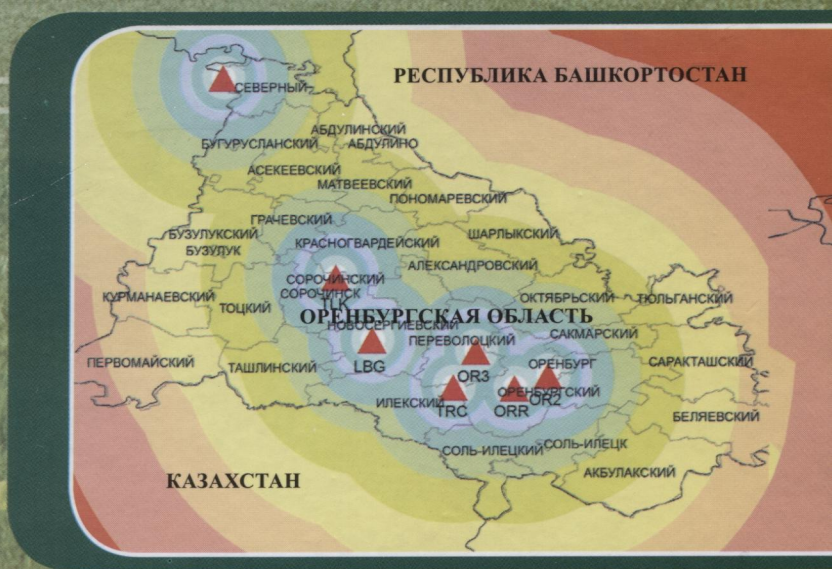 РЕСПУБЛИКА БАШКОРТОСТАН
СЕВЕРНЫЙ
АБДУЛИНСКИЙ
БУГУРУСЛАНСКИЙ
АБДУЛИНО
АСЕКЕЕВСКИЙ
МАТВЕЕВСКИЙ
ПОНОМАРЕВСКИЙ
ГРАЧЕВСКИЙ
БУЗУЛУКСКИЙ
БУЗУЛУК
КРАСНОГВАРДЕЙСКИЙ
ШАРЛЫКСКИЙ
АЛЕКСАНДРОВСКИЙ
СОРОЧИНСКИЙ
СОРОЧИНСК
TLK
КУРМАНАЕВСКИЙ
ТОЦКИЙ
ОКТЯБРЬСКИЙ
ТЮЛЬГАНСКИЙ
ОРЕНБУРГСКАЯ ОБЛАСТЬ
НОВОСЕРГИЕВСКИЙ
ПЕРЕВОЛОЦКИЙ
САКМАРСКИЙ
ПЕРВОМАЙСКИЙ
ТАШЛИНСКИЙ
LBG
OR3
ОРЕНБУРГ
САРАКТАШСКИЙ
ОРЕНБУРГСКИЙ
OR2
ИЛЕКСКИЙ
TRC
ORR
БЕЛЯЕВСКИЙ
СОЛЬ-ИЛЕЦКИЙ
СОЛЬ-ИЛЕЦК
АКБУЛАКСКИЙ
КАЗАХСТАН